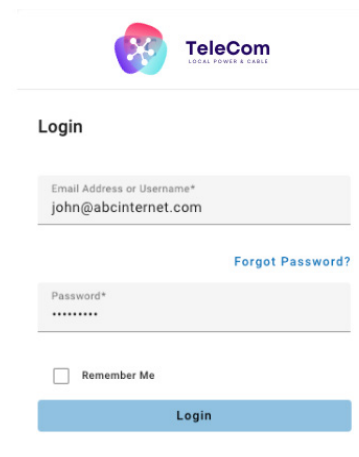 TeleCom
LOCAL POWER & CABLE
Login
Email Address or Username*
john@abcinternet.com
Forgot Password?
Password*
•••••••••
Remember Me
Login